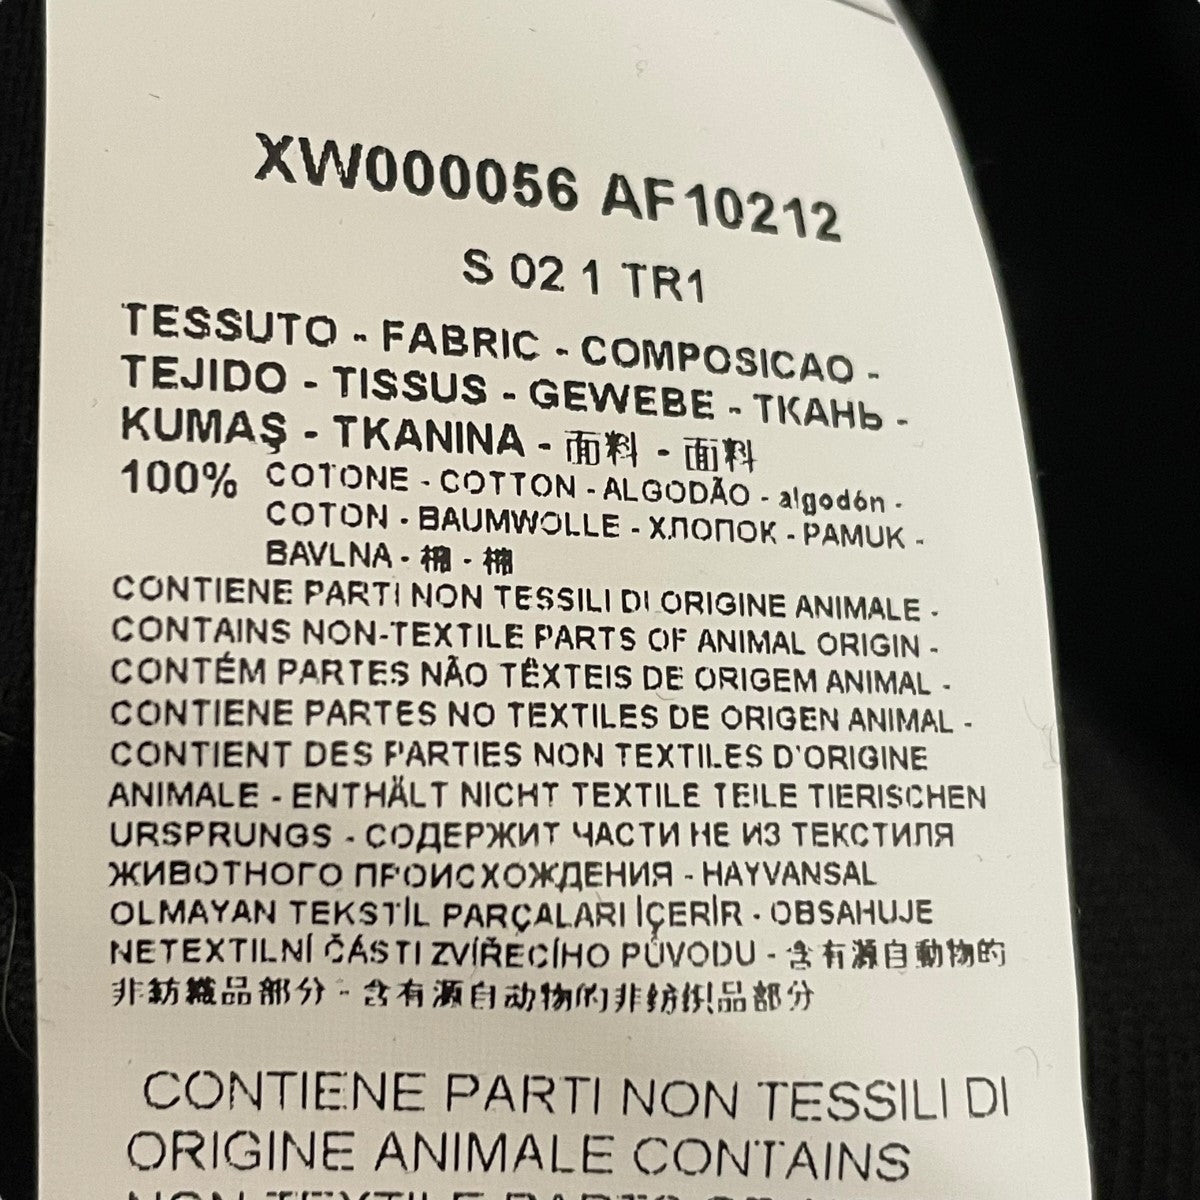 XW000056 AF10212
S 02 1 TR1
TESSUTO - FABRIC - COMPOSICAO -
TEJIDO - TISSUS - GEWEBE - ТКАНЬ -
KUMAŞ - TKANINA - 面料 - 面料
100% COTONE - COTTON - ALGODÃO - algodón -
COTON - BAUMWOLLE - ХЛОПОК - PAMUK -
BAVLNA - 棉 - 棉
CONTIENE PARTI NON TESSILI DI ORIGINE ANIMALE -
CONTAINS NON-TEXTILE PARTS OF ANIMAL ORIGIN -
CONTÉM PARTES NÃO TÊXTEIS DE ORIGEM ANIMAL -
CONTIENE PARTES NO TEXTILES DE ORIGEN ANIMAL -
CONTIENT DES PARTIES NON TEXTILES D'ORIGINE
ANIMALE - ENTHÄLT NICHT TEXTILE TEILE TIERISCHEN
URSPRUNGS - СОДЕРЖИТ ЧАСТИ НЕ ИЗ ТЕКСТИЛЯ
ЖИВОТНОГО ПРОИСХОЖДЕНИЯ - HAYVANSAL
OLMAYAN TEKSTİL PARÇALARI İÇERİR - OBSAHUJE
NETEXTILNÍ ČÁSTI ZVÍŘECÍHO PŮVODU - 含有源自動物的
非紡織品部分 - 含有源自动物的非纺织品部分
CONTIENE PARTI NON TESSILI DI
ORIGINE ANIMALE CONTAINS